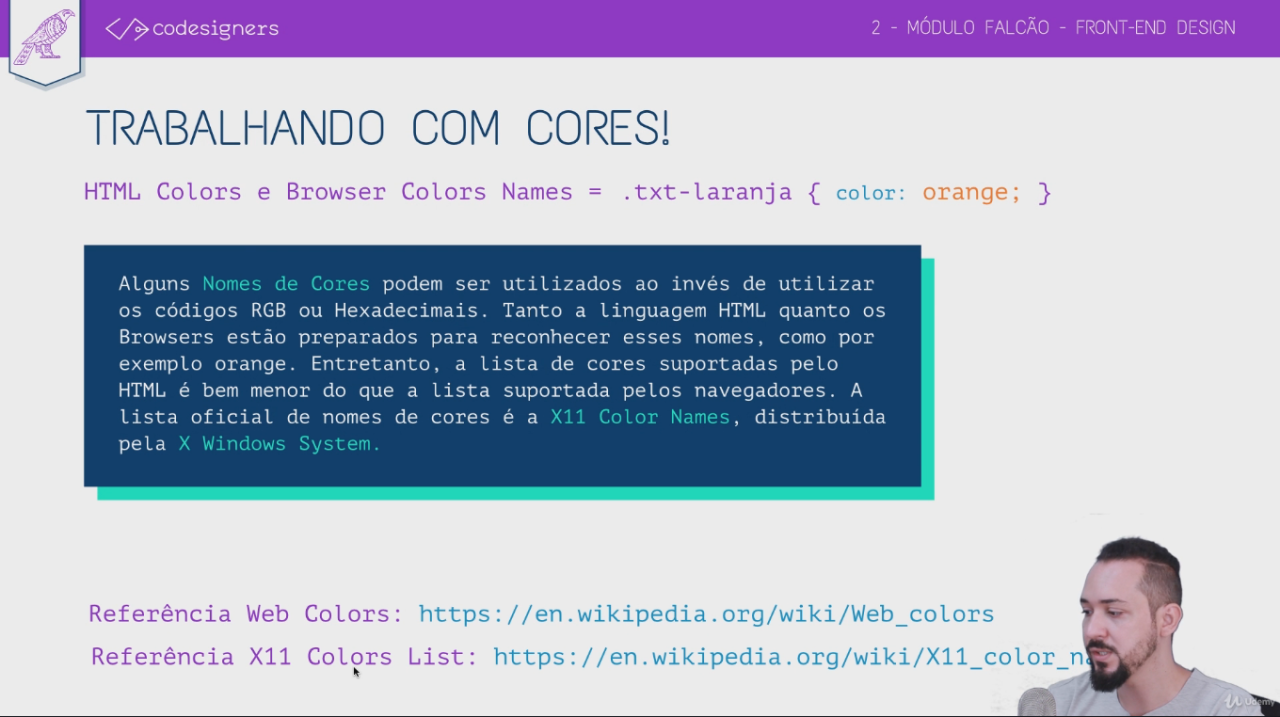 codesigners
2 - MÓDULO FALCÃO - FRONT-END DESIGN
TRABALHANDO COM CORES!
HTML Colors e Browser Colors Names = .txt-laranja { color: orange; }
Alguns Nomes de Cores podem ser utilizados ao invés de utilizar
os códigos RGB ou Hexadecimais. Tanto a linguagem HTML quanto os
Browsers estão preparados para reconhecer esses nomes, como por
exemplo orange. Entretanto, a lista de cores suportadas pelo
HTML é bem menor do que a lista suportada pelos navegadores. A
lista oficial de nomes de cores é a X11 Color Names, distribuída
pela X Windows System.
Referência Web Colors: https://en.wikipedia.org/wiki/Web_colors
Referência X11 Colors List: https://en.wikipedia.org/wiki/X11_color_na
Udemy